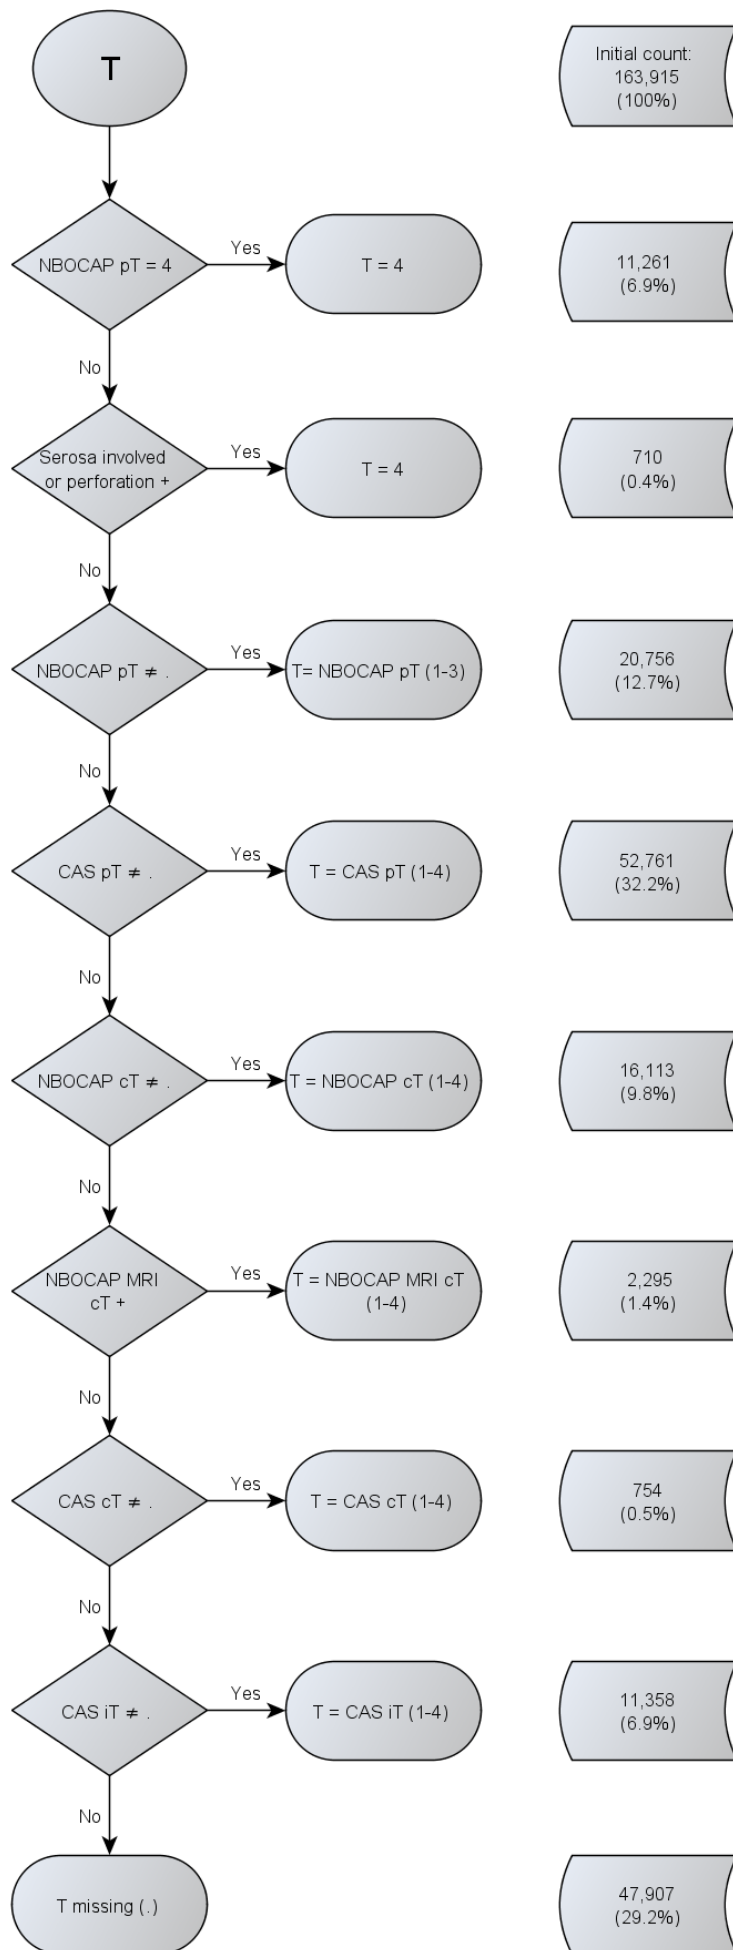 T
Initial count:
163,915
(100%)
NBOCAP pT = 4
Yes
T = 4
11,261
(6.9%)
No
Serosa involved
or perforation +
Yes
T = 4
710
(0.4%)
No
NBOCAP pT ≠ .
Yes
T= NBOCAP pT (1-3)
20,756
(12.7%)
No
CAS pT ≠ .
Yes
T = CAS pT (1-4)
52,761
(32.2%)
No
NBOCAP cT ≠ .
Yes
T = NBOCAP cT (1-4)
16,113
(9.8%)
No
NBOCAP MRI
cT +
Yes
T = NBOCAP MRI cT
(1-4)
2,295
(1.4%)
No
CAS cT ≠ .
Yes
T = CAS cT (1-4)
754
(0.5%)
No
CAS iT ≠ .
Yes
T = CAS iT (1-4)
11,358
(6.9%)
No
T missing (.)
47,907
(29.2%)